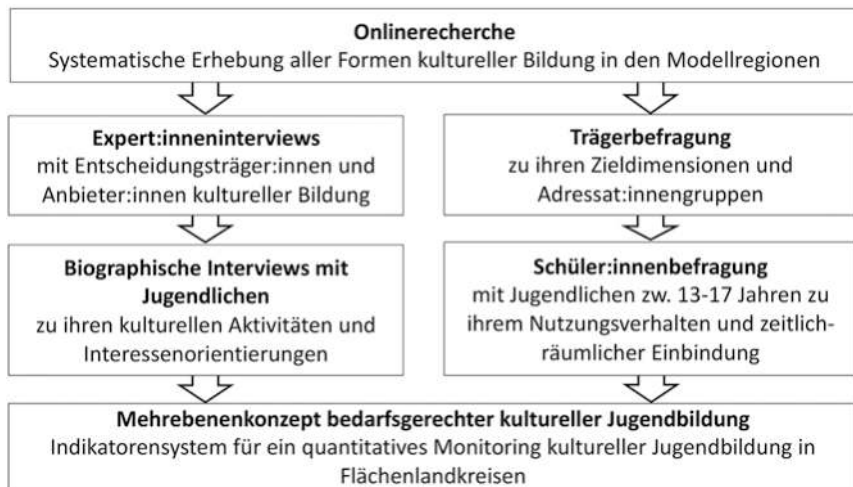 Onlinerecherche
Systematische Erhebung aller Formen kultureller Bildung in den Modellregionen
Expert:inneninterviews
mit Entscheidungsträger:innen und
Anbieter:innen kultureller Bildung
Trägerbefragung
zu ihren Zieldimensionen und
Adressat:innengruppen
Biographische Interviews mit
Jugendlichen
zu ihren kulturellen Aktivitäten und
Interessenorientierungen
Schüler:innenbefragung
mit Jugendlichen zw. 13-17 Jahren zu
ihrem Nutzungsverhalten und zeitlich-
räumlicher Einbindung
Mehrebenenkonzept bedarfsgerechter kultureller Jugendbildung
Indikatorensystem für ein quantitatives Monitoring kultureller Jugendbildung in
Flächenlandkreisen